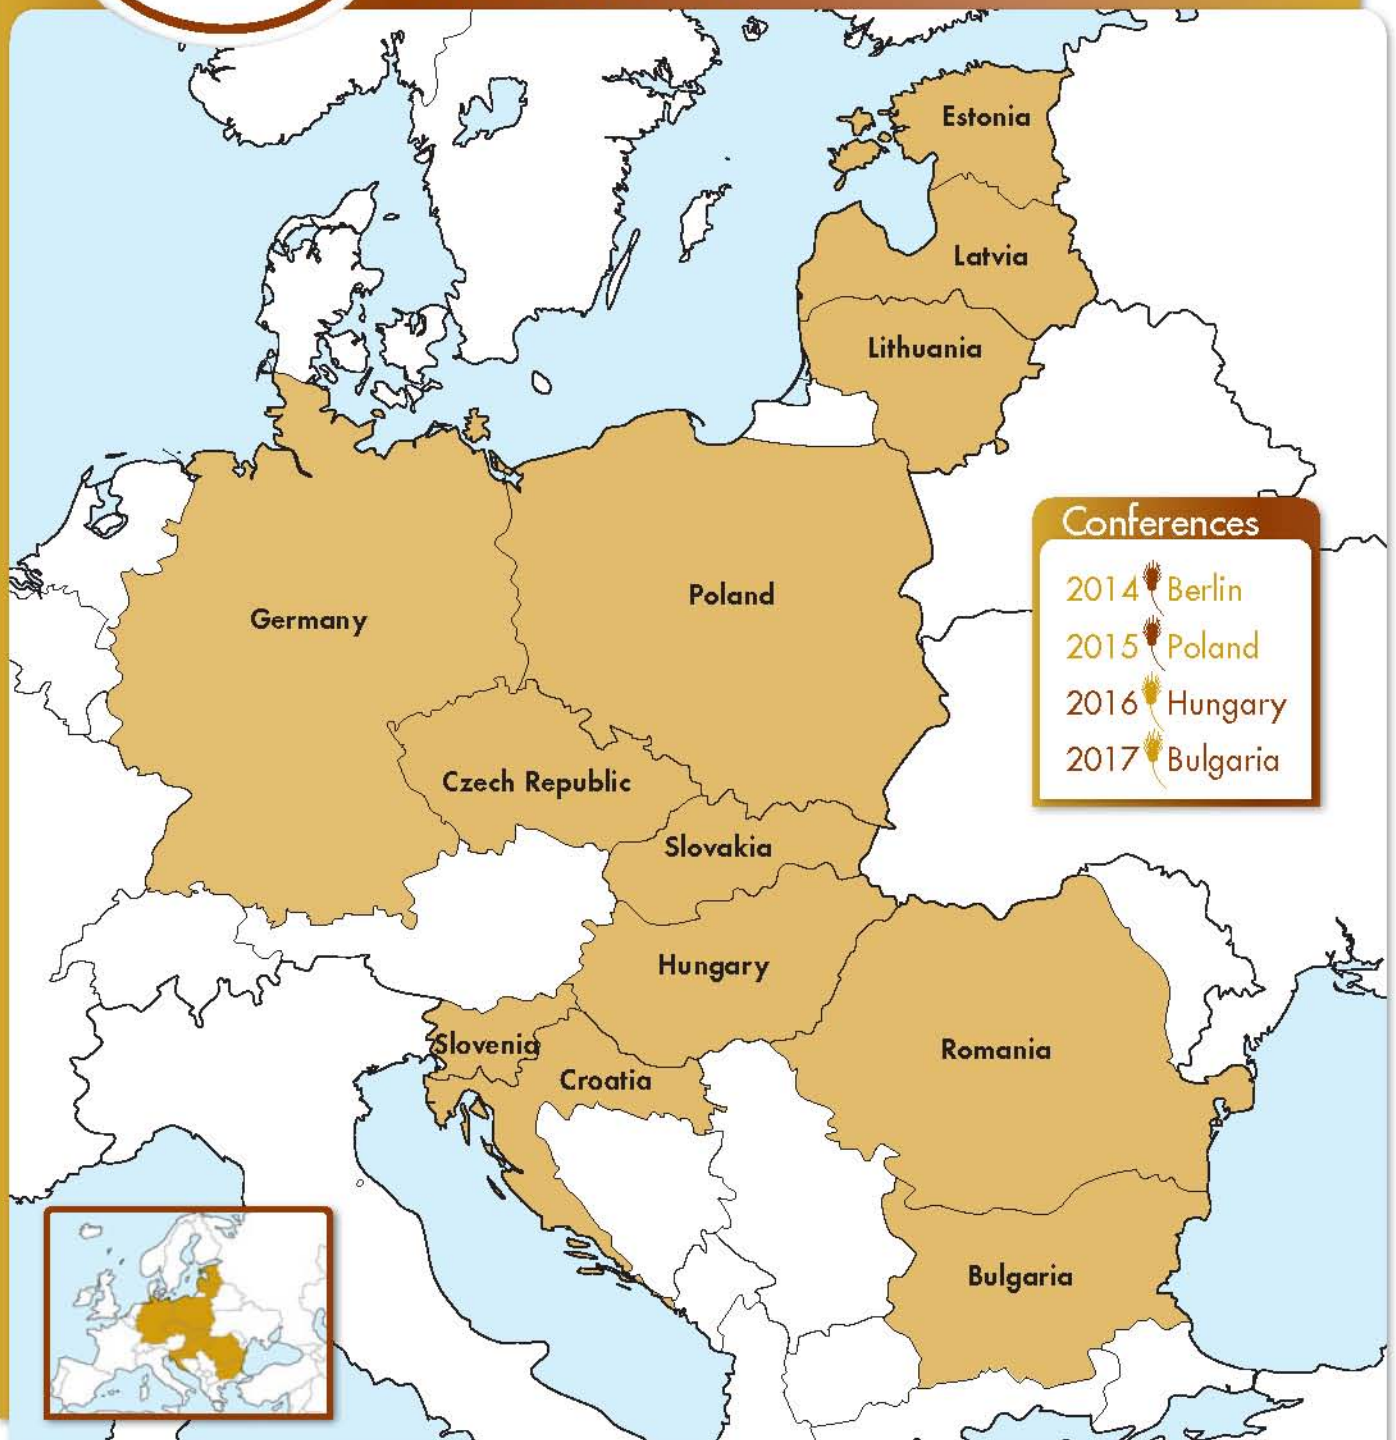 Estonia
Latvia
Lithuania
Conferences
2014 Berlin
2015 Poland
2016 Hungary
2017 Bulgaria
Poland
Germany
Czech Republic
Slovakia
Hungary
Slovenia
Romania
Croatia
Bulgaria